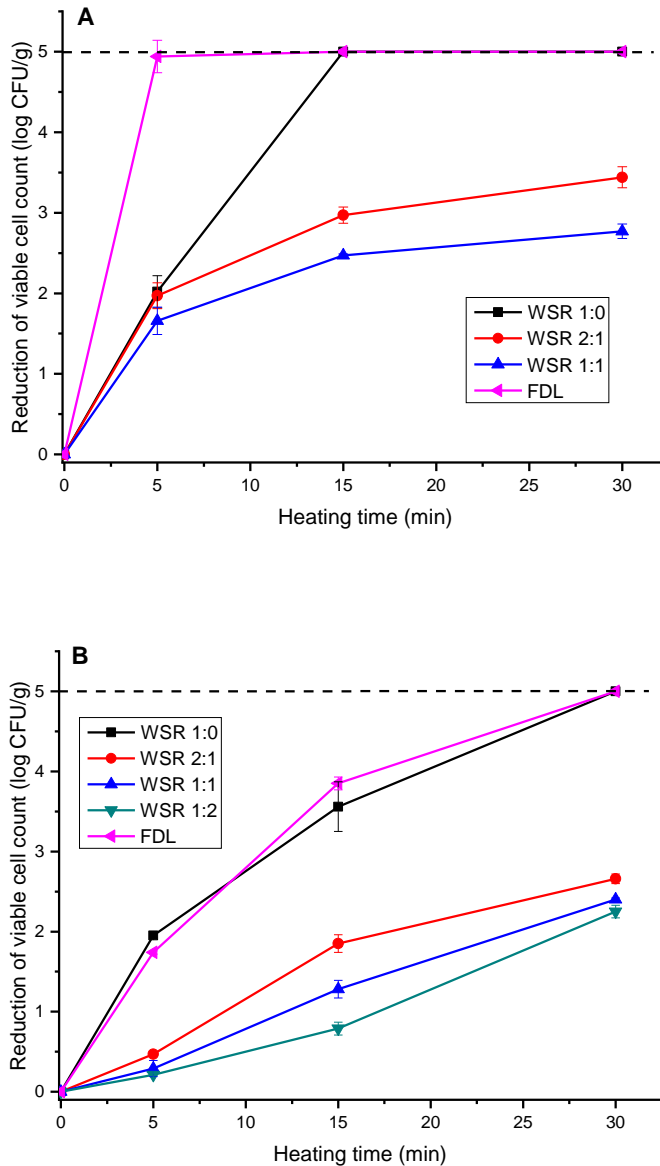 A
Reduction of viable cell count (log CFU/g)
5
4
3
2
1
0
WSR 1:0
WSR 2:1
WSR 1:1
FDL
0 5 10 15 20 25 30
Heating time (min)
B
Reduction of viable cell count (log CFU/g)
5
4
3
2
1
0
WSR 1:0
WSR 2:1
WSR 1:1
WSR 1:2
FDL
0 5 10 15 20 25 30
Heating time (min)